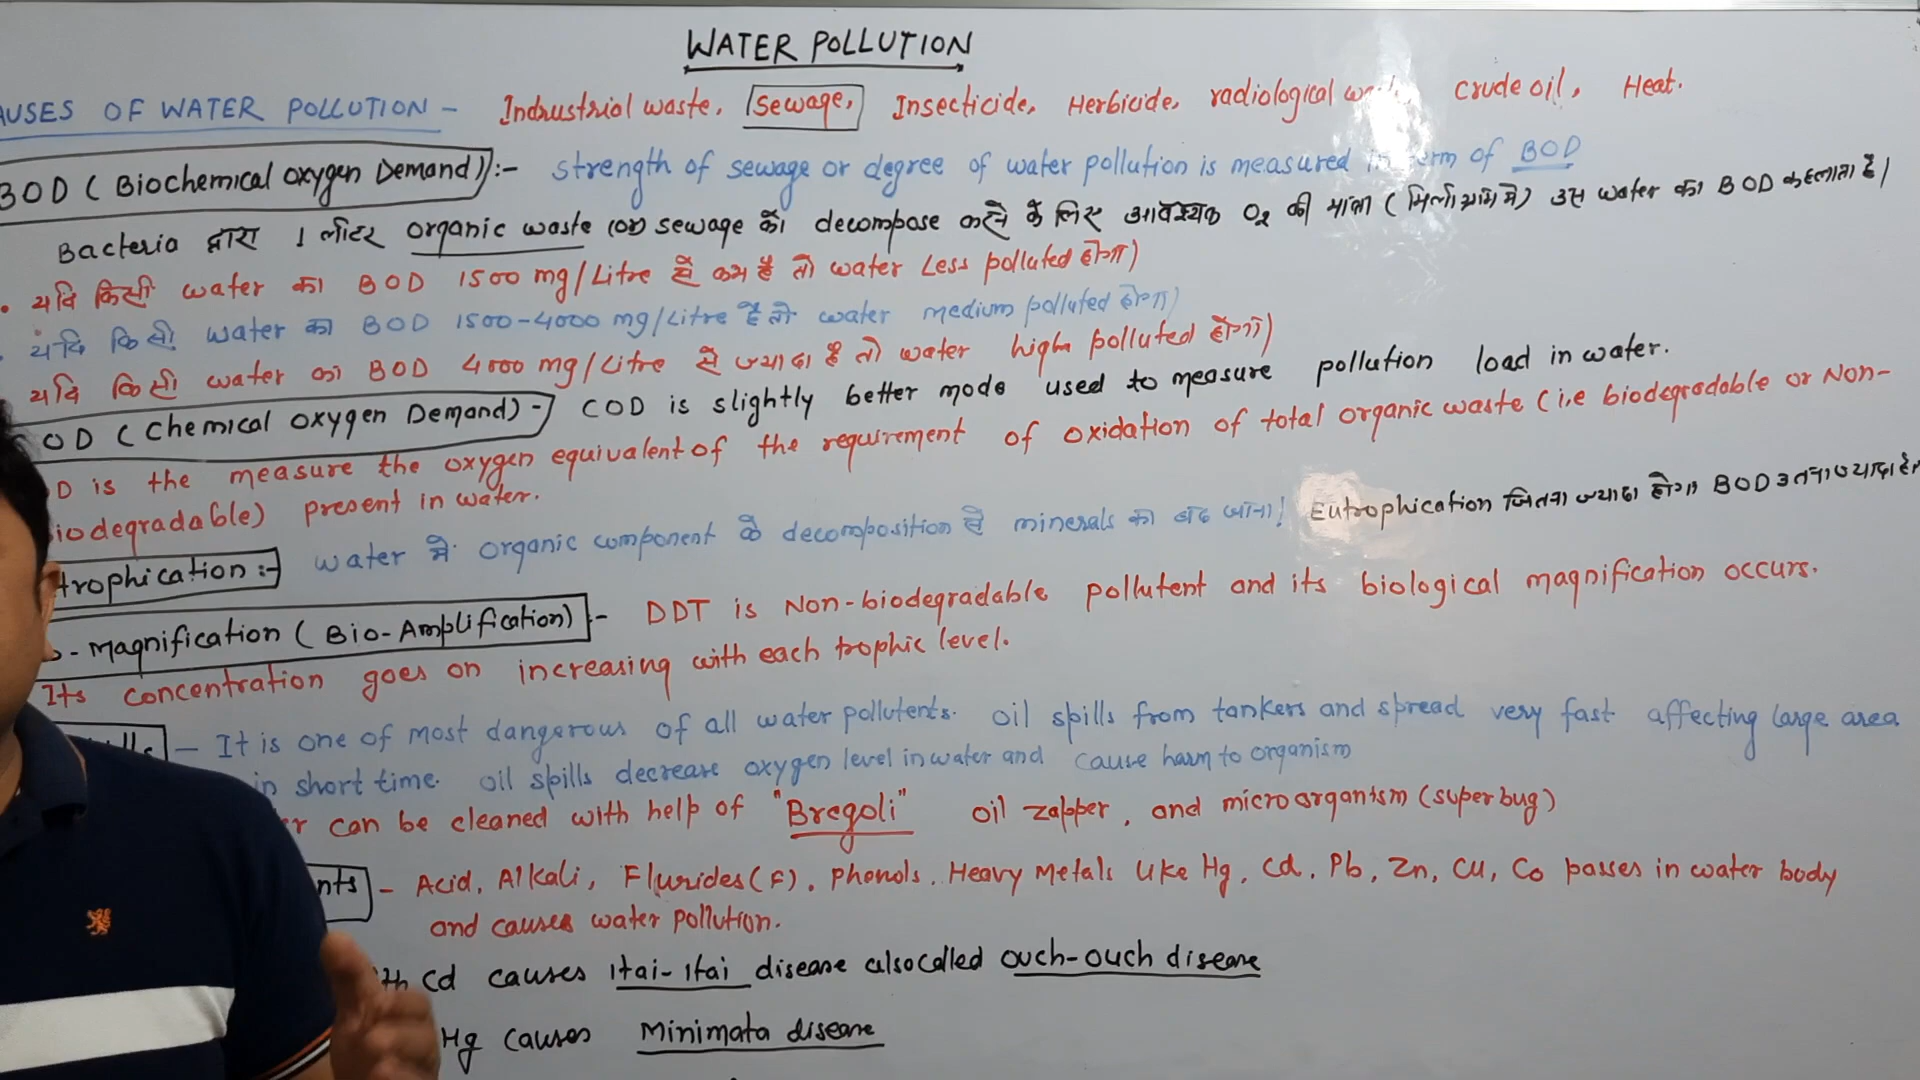 WATER POLLUTION
AUSES OF WATER POLLUTION - Industrial waste, Sewage, Insecticide, Herbicide, radiological crude oil, Heat.
BOD (Biochemical oxygen Demand) :- strength of sewage or degree of water pollution is measured in term of BOD
Bacteria द्वारा 1 लीटर organic waste (or) sewage को decompose करने के लिए आवश्यक O2 की मात्रा (मिलीग्राम में) उस water का BOD कहलाता है।
• यदि किसी water का BOD 1500 mg/Litre से कम है तो water Less polluted होगा)
यदि किसी water का BOD 1500-4000 mg/Litre है तो water medium polluted होगा)
यदि किसी water का BOD 4000 mg/Litre से ज्यादा है तो water high polluted होगा)
OD (Chemical oxygen Demand) - COD is slightly better mode used to measure pollution load in water.
D is the measure the oxygen equivalent of the requirement of oxidation of total organic waste (i.e biodegradable or Non-
iodegradable) present in water.
trophication :- water में organic component के decomposition से minerals का बढ़ जाना! Eutrophication जितना ज्यादा होगा BOD उतना ज्यादा
- Magnification (Bio-Amplification) :- DDT is Non-biodegradable pollutent and its biological magnification occurs.
Its concentration goes on increasing with each trophic level.
- It is one of most dangerous of all water pollutents. oil spills from tankers and spread very fast affecting large area
in short time. oil spills decrease oxygen level in water and cause harm to organism
r can be cleaned with help of "Bregoli" oil zapper, and microorganism (superbug)
nts - Acid, Alkali, Flurides (F), Phenols, Heavy Metals like Hg, Cd, Pb, Zn, Cu, Co passes in water body
and causes water pollution.
th Cd causes Itai-Itai disease also called ouch-ouch disease
Hg causes Minimata disease